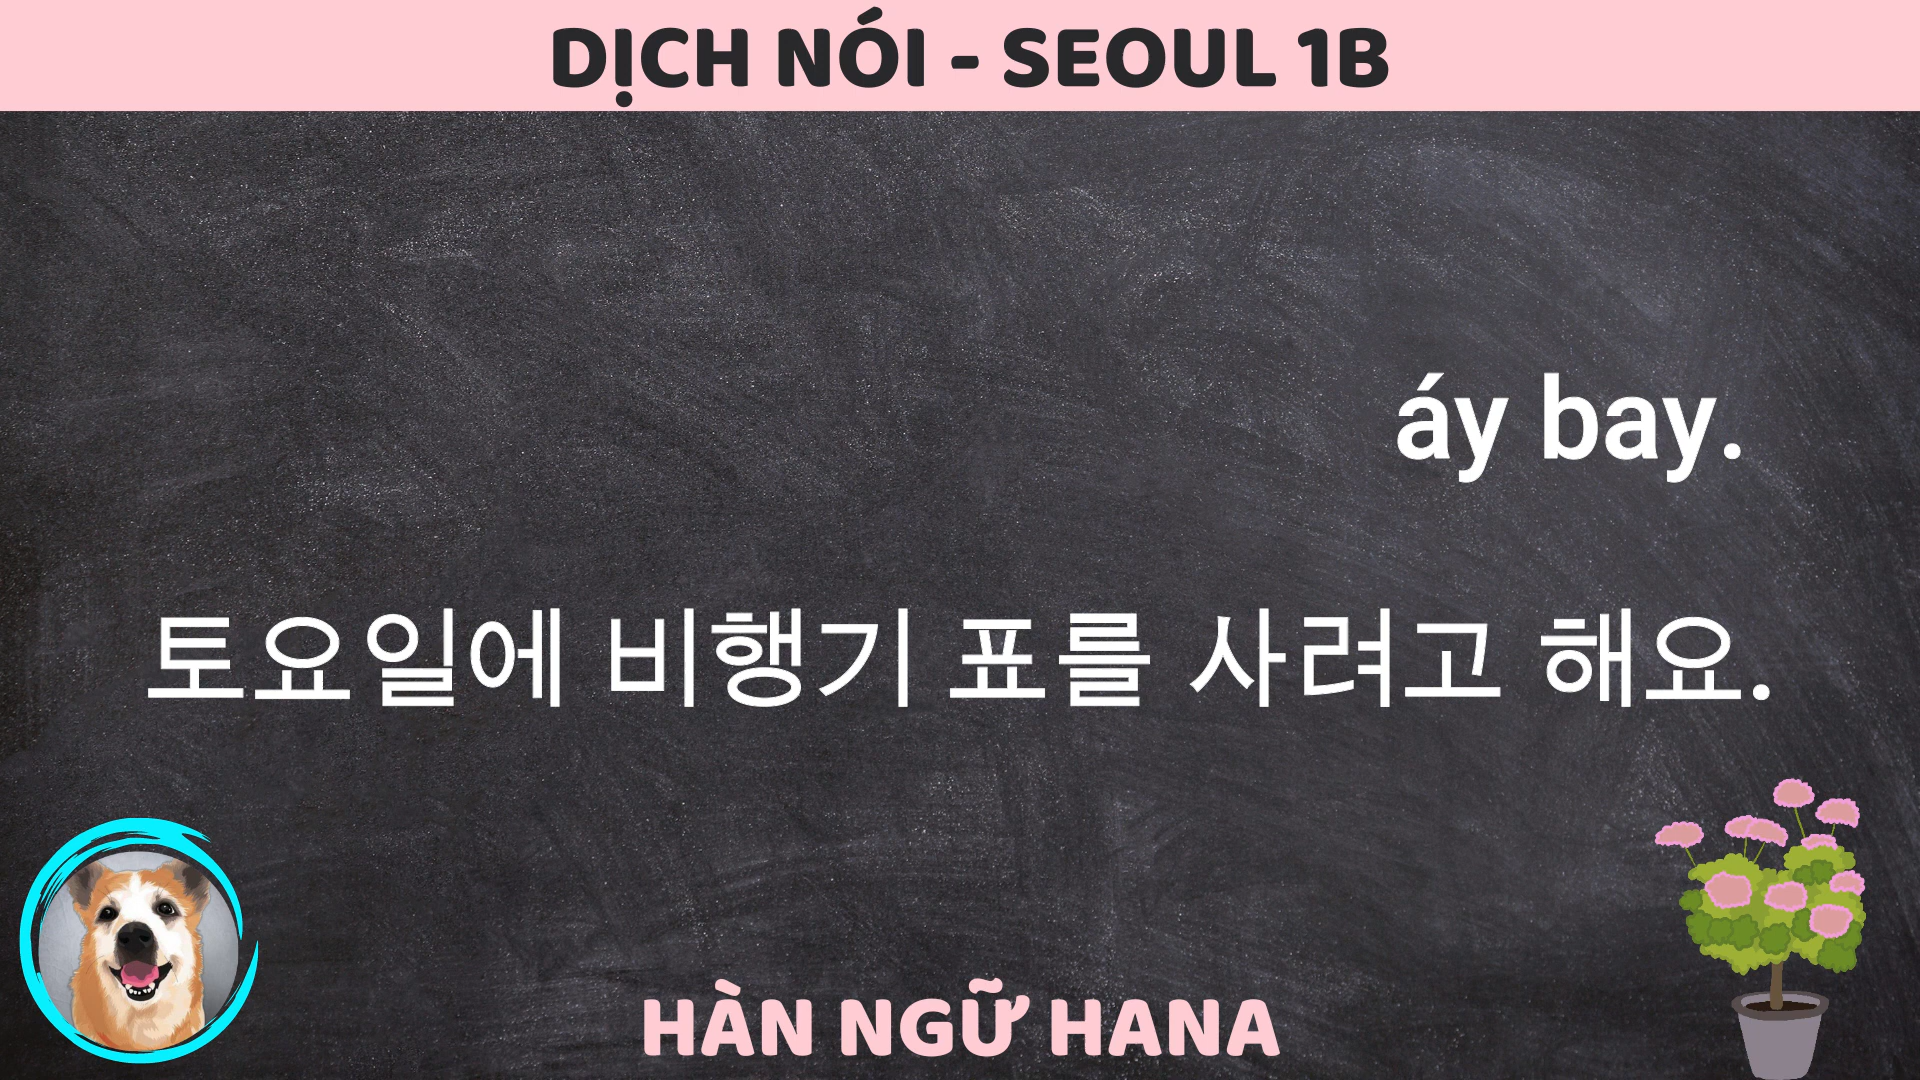 DỊCH NÓI - SEOUL 1B
áy bay.
토요일에 비행기 표를 사려고 해요.
HÀN NGỮ HANA